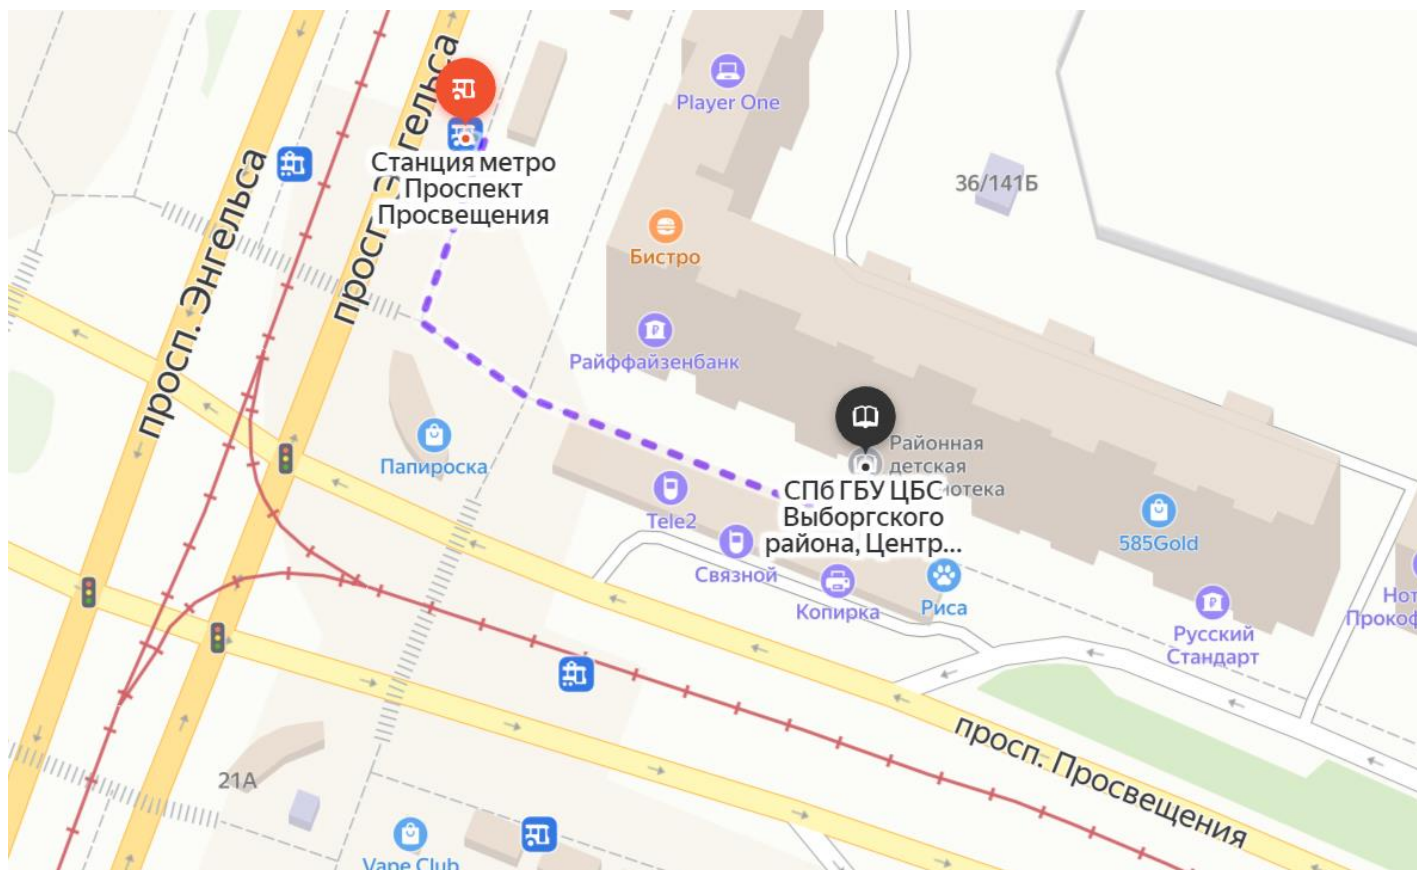 Player One
просп. Энгельса
Станция метро
Проспект
Просвещения
просп. Энгельса
36/141Б
Бистро
Райффайзенбанк
Папироска
Районная
детская
СПб ГБУ ЦБС
Выборгского
района, Центр...
Tele2
585Gold
Связной
Копирка
Риса
Русский
Стандарт
просп. Просвещения
21А
Vape Club